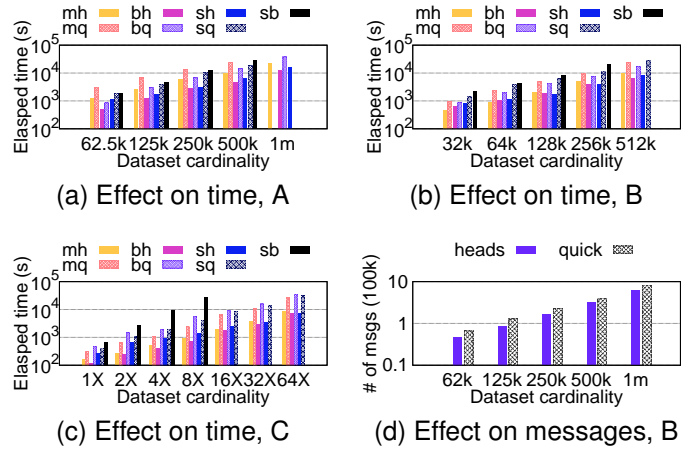 mh bh sh sb
mq bq sq
Elasped time (s)
10^5
10^4
10^3
10^2
62.5k 125k 250k 500k 1m
Dataset cardinality
(a) Effect on time, A
mh bh sh sb
mq bq sq
Elasped time (s)
10^5
10^4
10^3
10^2
32k 64k 128k 256k 512k
Dataset cardinality
(b) Effect on time, B
mh bh sh sb
mq bq sq
Elasped time (s)
10^5
10^4
10^3
10^2
1X 2X 4X 8X 16X 32X 64X
Dataset cardinality
(c) Effect on time, C
heads quick
# of msgs (100k)
10
1
0.1
62k 125k 250k 500k 1m
Dataset cardinality
(d) Effect on messages, B